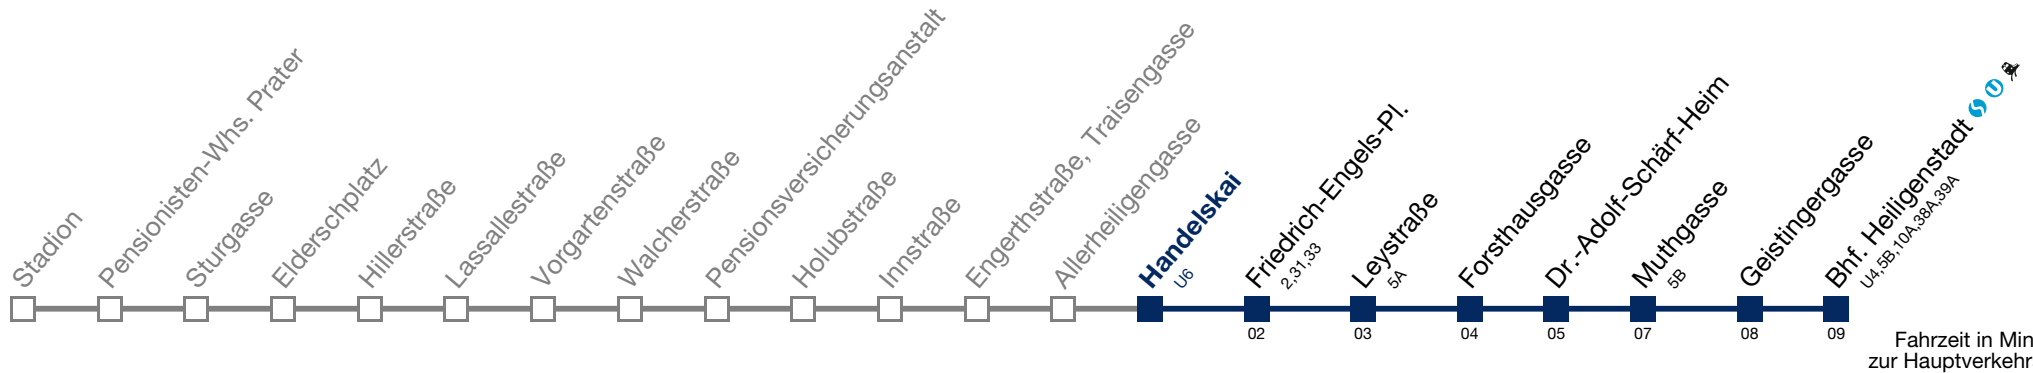 Stadion
Pensionisten-Whs. Prater
Sturgasse
Elderschplatz
Hillerstraße
Lassallestraße
Vorgartenstraße
Walcherstraße
Pensionsversicherungsanstalt
Holubstraße
Innstraße
Engerthstraße, Traisengasse
Allerheiligengasse
Handelskai
U6
Friedrich-Engels-Pl.
2,31,33
Leystraße
5A
Forsthausgasse
Dr.-Adolf-Schärf-Heim
Muthgasse
5B
Geistingergasse
Bhf. Heiligenstadt
U4,5B,10A,38A,39A
02
03
04
05
07
08
09
Fahrzeit in Min
zur Hauptverkehr